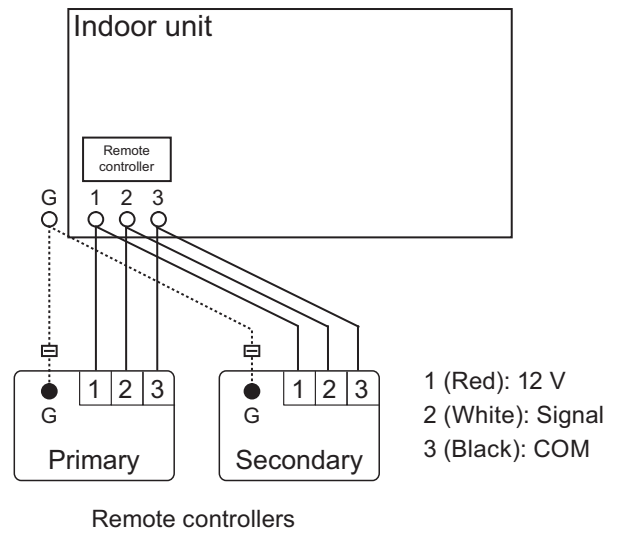 Indoor unit
Remote
controller
G 1 2 3
1 2 3 1 2 3
G G
Primary Secondary
1 (Red): 12 V
2 (White): Signal
3 (Black): COM
Remote controllers